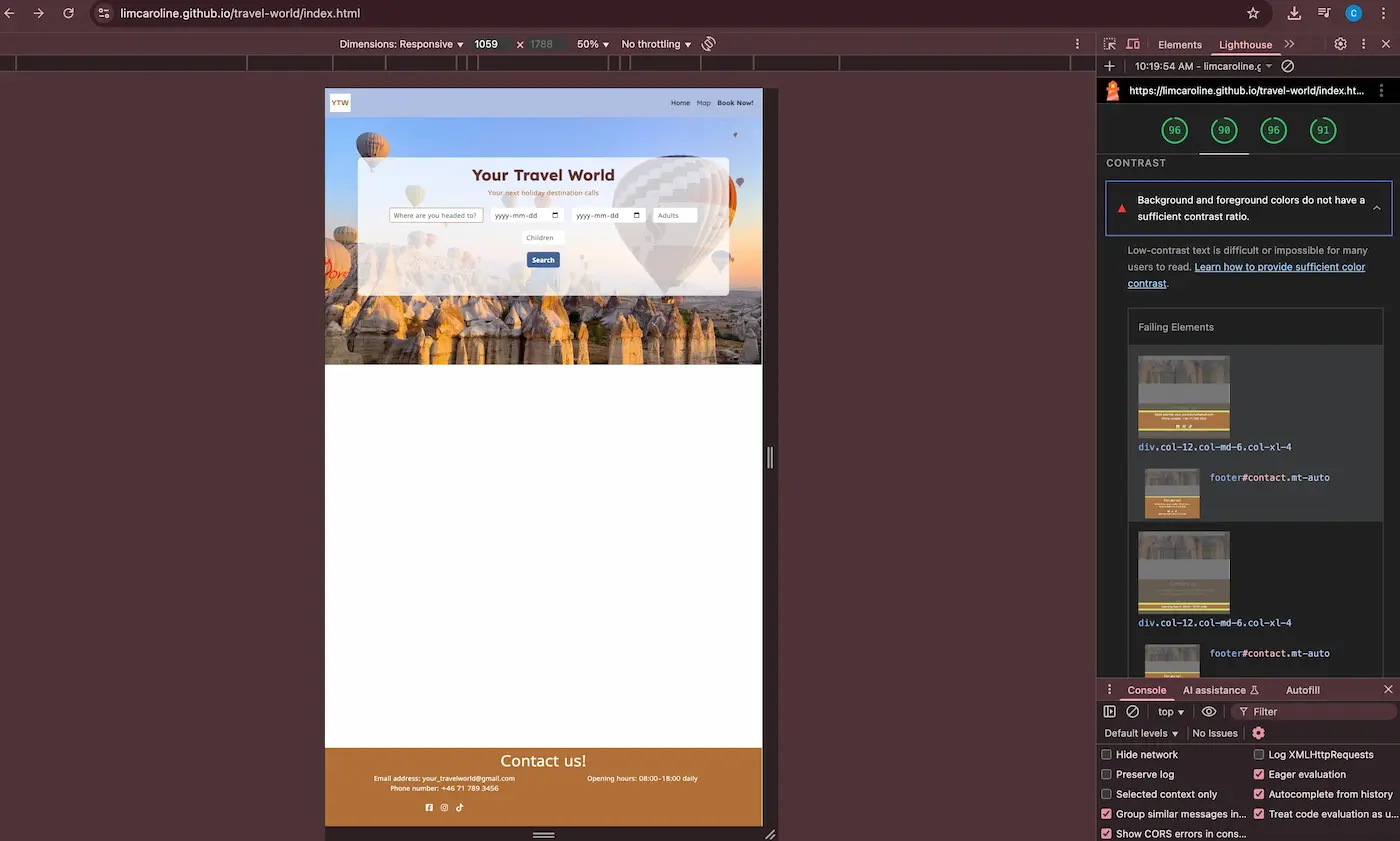 limcaroline.github.io/travel-world/index.html
C
Dimensions: Responsive 1059 × 1788 50% No throttling
Elements Lighthouse
10:19:54 AM - limcaroline.g
https://limcaroline.github.io/travel-world/index.ht...
96 90 96 91
CONTRAST
Background and foreground colors do not have a
sufficient contrast ratio.
Low-contrast text is difficult or impossible for many
users to read. Learn how to provide sufficient color
contrast.
Failing Elements
div.col-12.col-md-6.col-xl-4
footer#contact.mt-auto
div.col-12.col-md-6.col-xl-4
footer#contact.mt-auto
YTW Home Map Book Now!
Your Travel World
Your next holiday destination calls
Where are you headed to? yyyy-mm-dd yyyy-mm-dd Adults
Children
Search
Contact us!
Email address: your_travelworld@gmail.com Opening hours: 08:00-18:00 daily
Phone number: +46 71 789 3456
Console AI assistance Autofill
top Filter
Default levels No Issues
Hide network Log XMLHttpRequests
Preserve log Eager evaluation
Selected context only Autocomplete from history
Group similar messages in... Treat code evaluation as u...
Show CORS errors in cons...